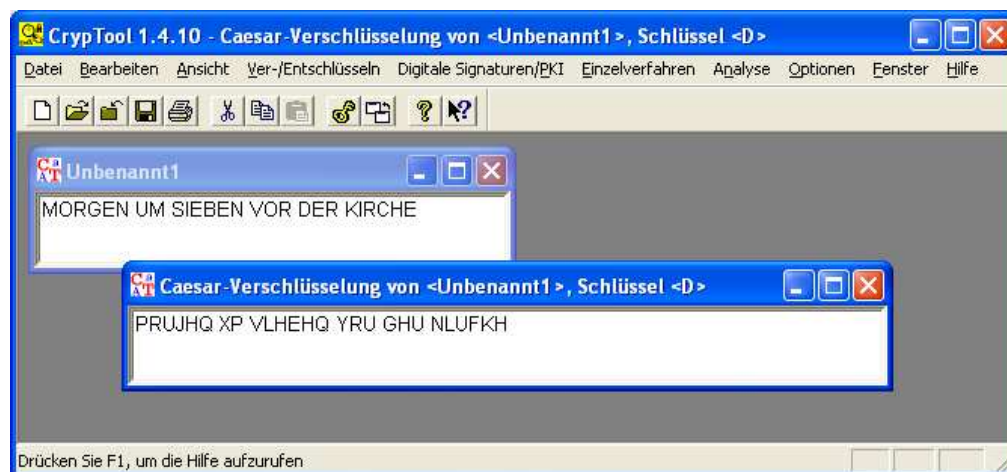 CrypTool 1.4.10 - Caesar-Verschlüsselung von <Unbenannt1>, Schlüssel <D>
Datei Bearbeiten Ansicht Ver-/Entschlüsseln Digitale Signaturen/PKI Einzelverfahren Analyse Optionen Fenster Hilfe
Unbenannt1
MORGEN UM SIEBEN VOR DER KIRCHE
Caesar-Verschlüsselung von <Unbenannt1>, Schlüssel <D>
PRUJHQ XP VLHEHQ YRU GHU NLUFKH
Drücken Sie F1, um die Hilfe aufzurufen